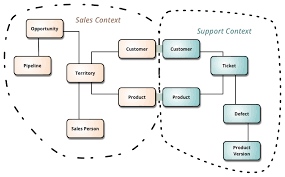 Sales Context
Support Context
Opportunity
Customer
Customer
Pipeline
Territory
Ticket
Product
Product
Sales Person
Defect
Product
Version